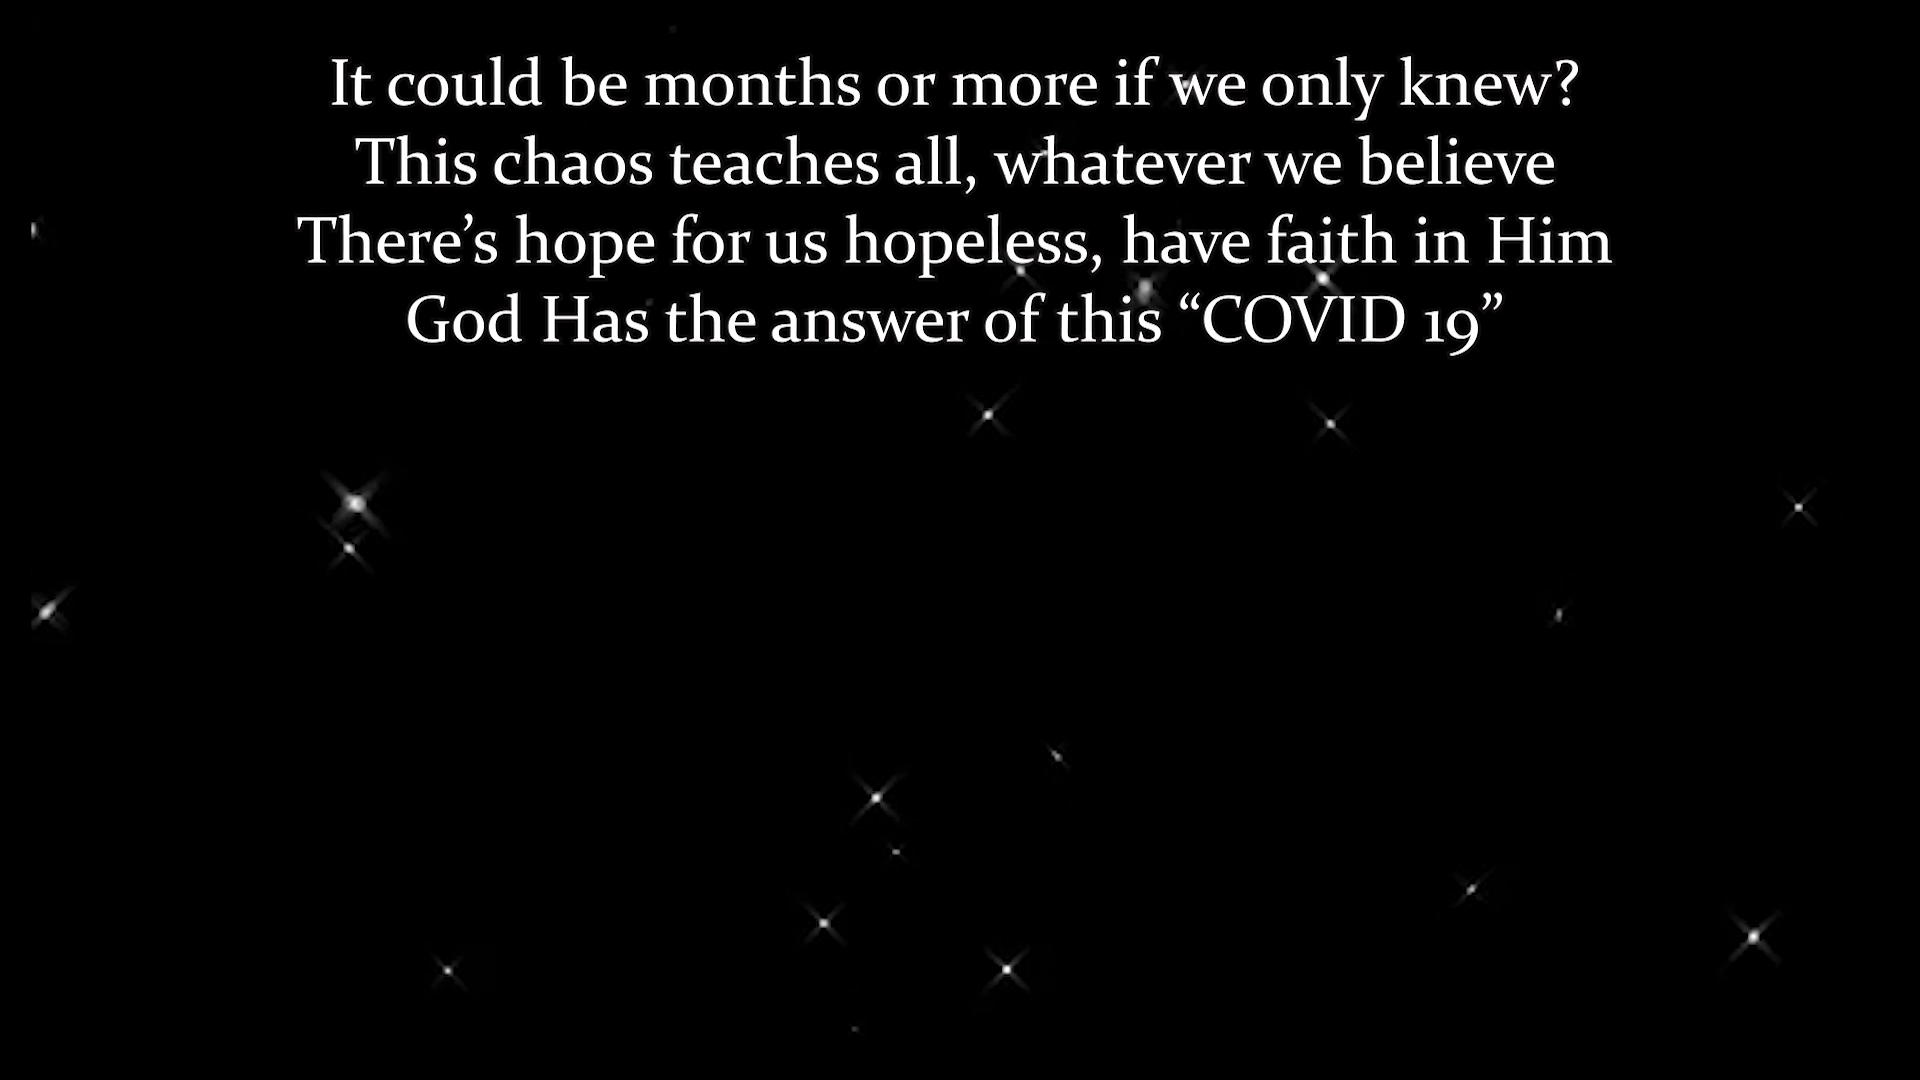 It could be months or more if we only knew?
This chaos teaches all, whatever we believe
There’s hope for us hopeless, have faith in Him
God Has the answer of this “COVID 19”